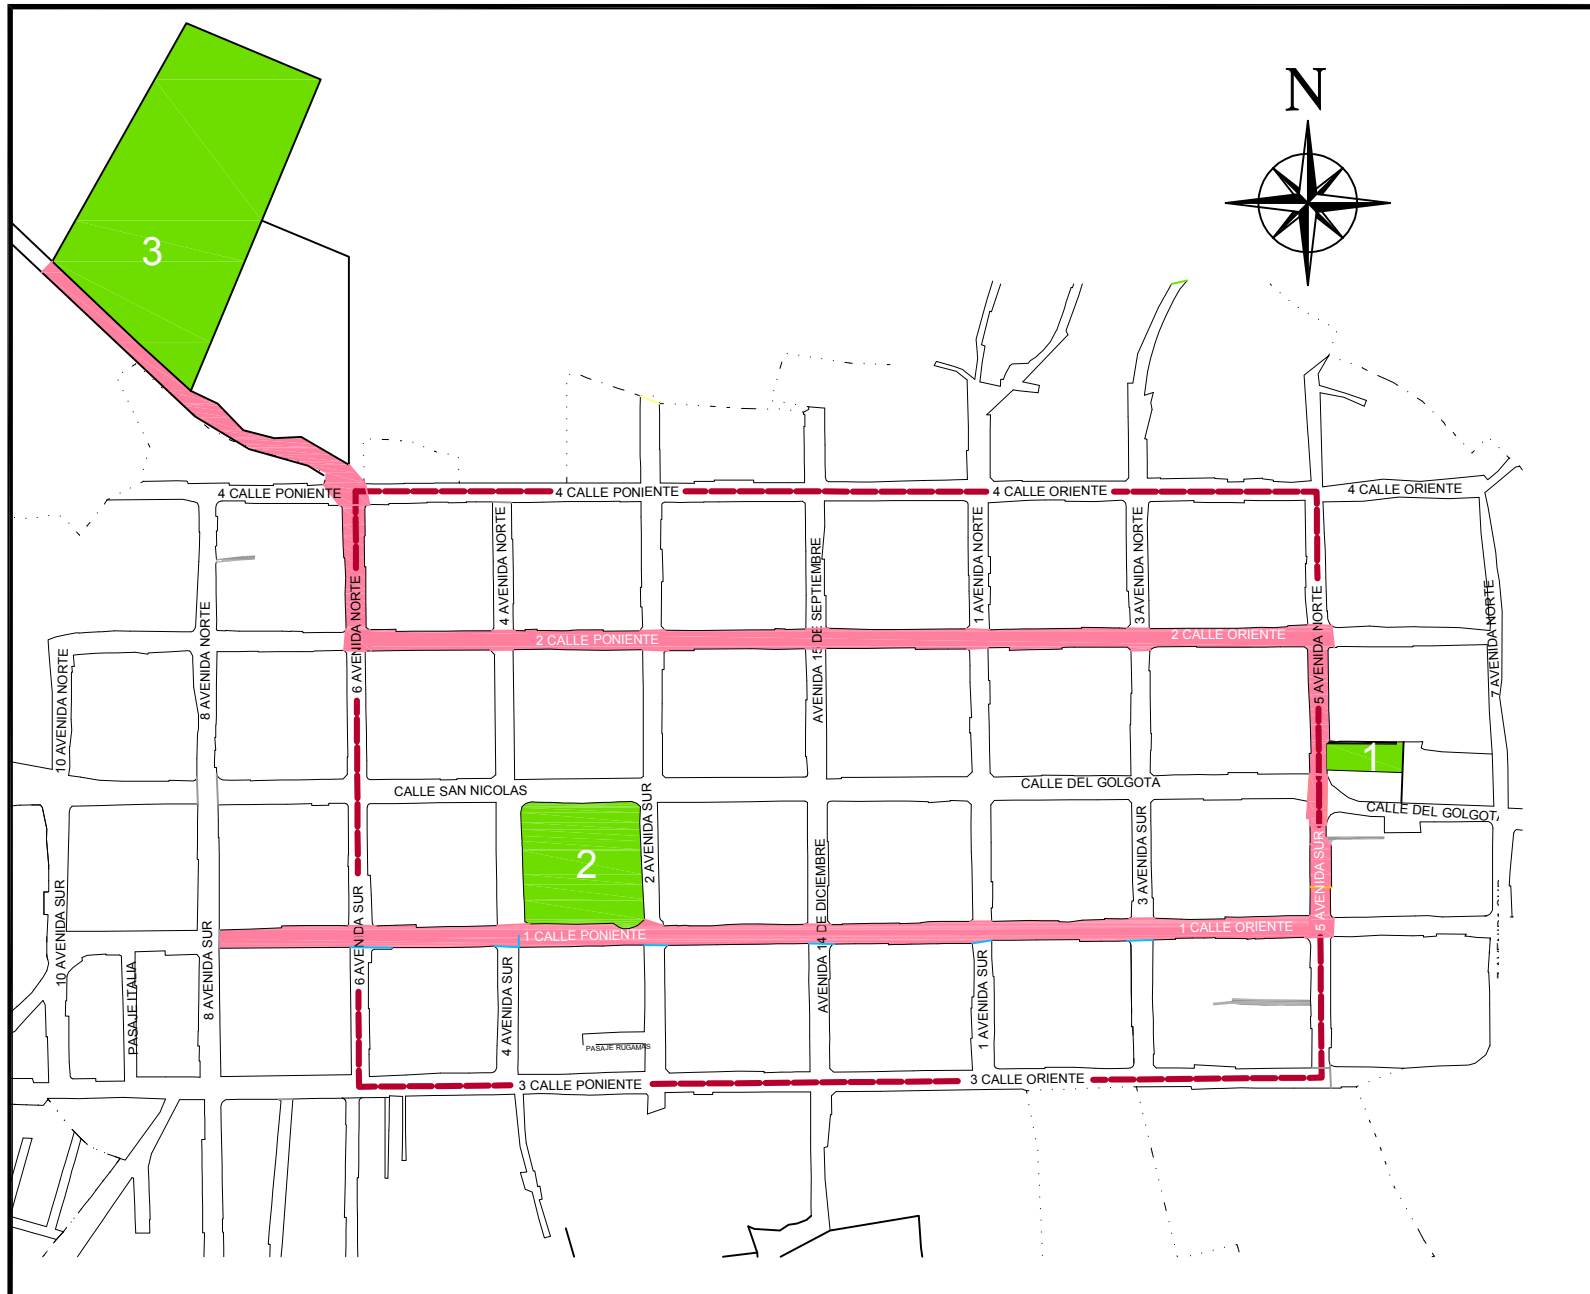 N
3
4 CALLE PONIENTE
4 CALLE PONIENTE
4 CALLE ORIENTE
4 CALLE ORIENTE
4 AVENIDA NORTE
AVENIDA 15 DE SEPTIEMBRE
1 AVENIDA NORTE
3 AVENIDA NORTE
10 AVENIDA NORTE
8 AVENIDA NORTE
6 AVENIDA NORTE
5 AVENIDA NORTE
7 AVENIDA NORTE
2 CALLE PONIENTE
2 CALLE ORIENTE
1
CALLE SAN NICOLAS
CALLE DEL GOLGOTA
CALLE DEL GOLGOTA
2
2 AVENIDA SUR
3 AVENIDA SUR
5 AVENIDA SUR
10 AVENIDA SUR
8 AVENIDA SUR
6 AVENIDA SUR
AVENIDA 14 DE DICIEMBRE
1 CALLE PONIENTE
1 CALLE ORIENTE
PASAJE ITALIA
4 AVENIDA SUR
1 AVENIDA SUR
PASAJE RUGAMAS
3 CALLE PONIENTE
3 CALLE ORIENTE